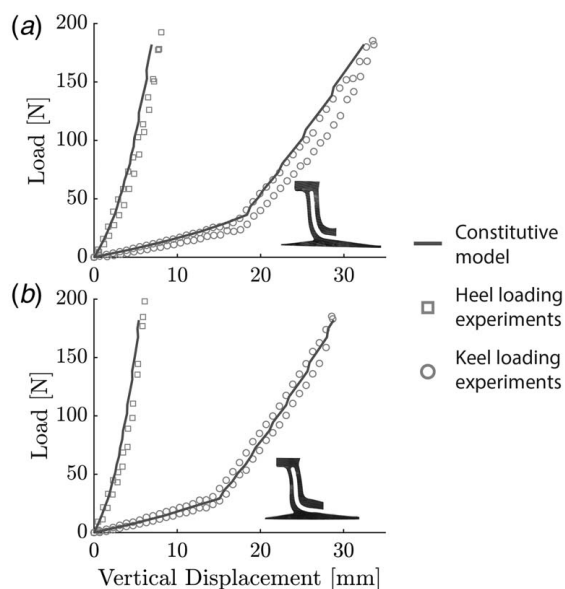 (a)
200
150
100
50
0
Load [N]
0
10
20
30
(b)
200
150
100
50
0
Load [N]
0
10
20
30
Vertical Displacement [mm]
Constitutive
model
Heel loading
experiments
Keel loading
experiments